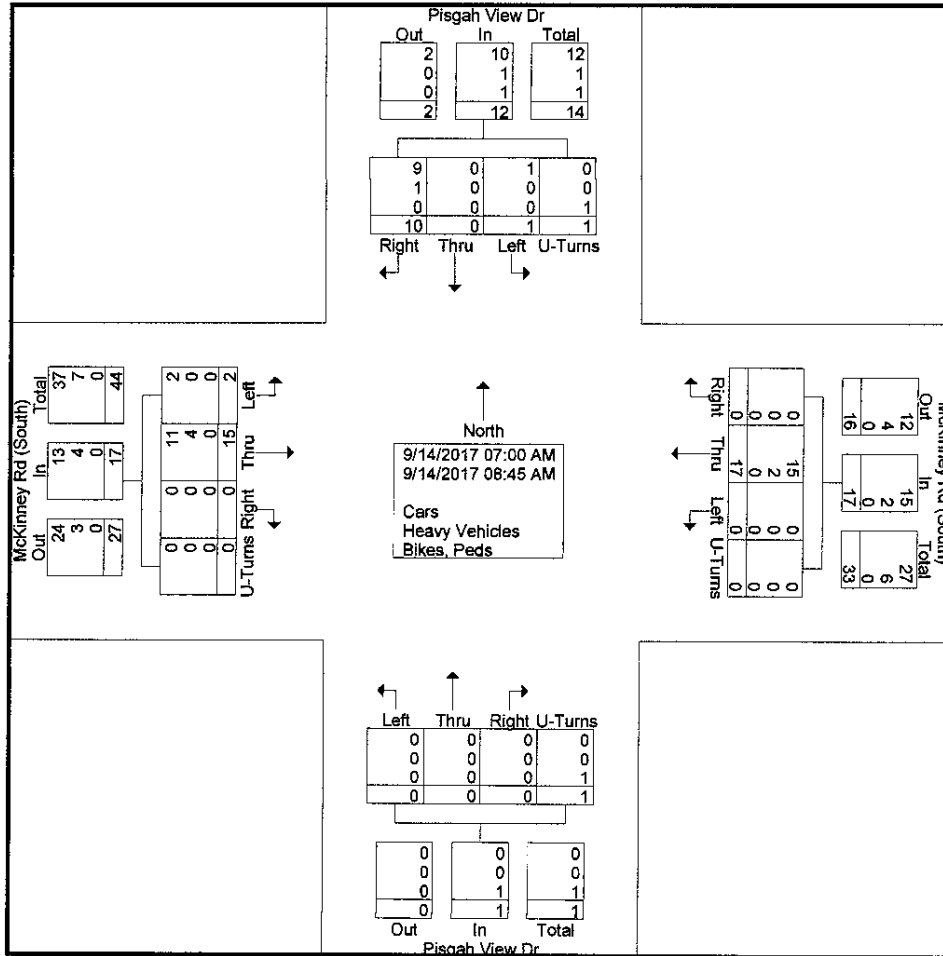 Pisgah View Dr
Out In Total
2 10 12
0 1 1
0 1 1
2 12 14
9 0 1 0
1 0 0 0
0 0 0 1
10 0 1 1
Right Thru Left U-Turns
McKinney Rd (South)
Total In Out
37 7 0 44
13 4 0 17
24 3 0 27
Left Thru Right U-Turns
2 0 0 2
11 4 0 15
0 0 0 0
0 0 0 0
North
9/14/2017 07:00 AM
9/14/2017 08:45 AM
Cars
Heavy Vehicles
Bikes, Peds
Right Thru Left U-Turns
0 0 0 0
15 2 0 17
0 0 0 0
0 0 0 0
Rd (South)
Out In Total
12 4 0 16
15 2 0 17
27 6 0 33
Left Thru Right U-Turns
0 0 0 0
0 0 0 0
0 0 0 1
0 0 0 1
0 0 0
0 0 0
0 1 1
0 1 1
Out In Total
Pisgah View Dr